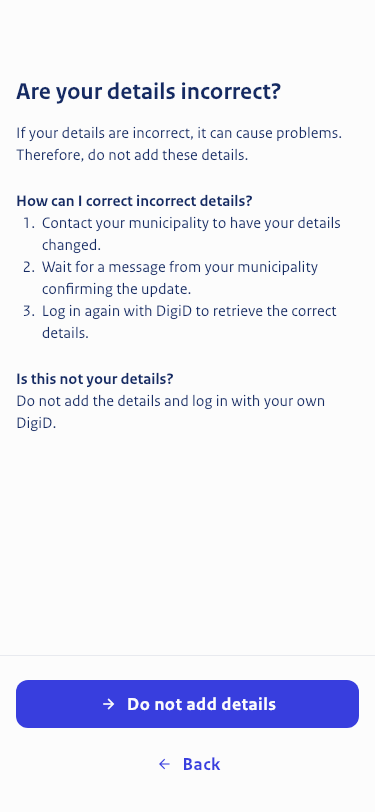 Are your details incorrect?
If your details are incorrect, it can cause problems.
Therefore, do not add these details.
How can I correct incorrect details?
1. Contact your municipality to have your details
changed.
2. Wait for a message from your municipality
confirming the update.
3. Log in again with DigiD to retrieve the correct
details.
Is this not your details?
Do not add the details and log in with your own
DigiD.
→ Do not add details
← Back